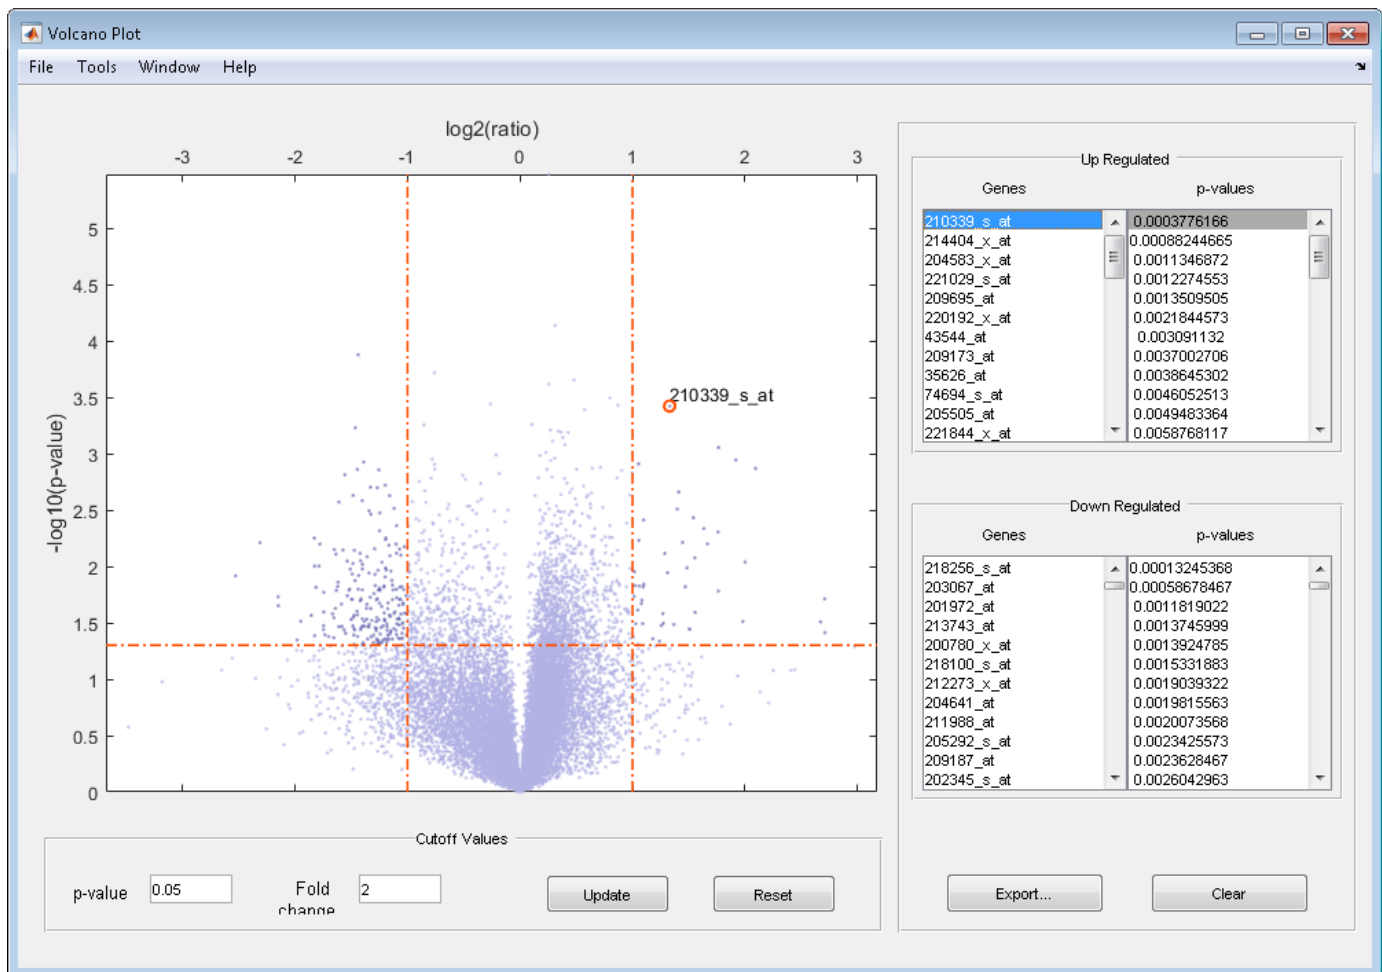 Volcano Plot
File Tools Window Help
log2(ratio)
-3 -2 -1 0 1 2 3
5
4.5
4
3.5
3
2.5
2
1.5
1
0.5
0
-log10(p-value)
210339_s_at
Up Regulated
Genes p-values
210339_s_at 0.0003776166
214404_x_at 0.00088244665
204583_x_at 0.0011346872
221029_s_at 0.0012274553
209695_at 0.0013509505
220192_x_at 0.0021844573
43544_at 0.003091132
209173_at 0.0037002706
35626_at 0.0038645302
74694_s_at 0.0046052513
205505_at 0.0049483364
221844_x_at 0.0058768117
Down Regulated
Genes p-values
218256_s_at 0.00013245368
203067_at 0.00058678467
201972_at 0.0011819022
213743_at 0.0013745999
200780_x_at 0.0013924785
218100_s_at 0.0015331883
212273_x_at 0.0019039322
204641_at 0.0019815563
211988_at 0.0020073568
205292_s_at 0.0023425573
209187_at 0.0023628467
202345_s_at 0.0026042963
Cutoff Values
p-value 0.05 Fold change 2 Update Reset
Export... Clear